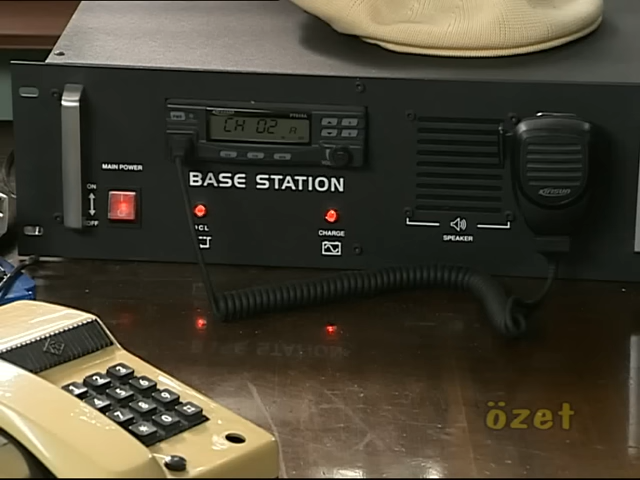 CH 02 A
MAIN POWER
ON
OFF
BASE STATION
CHARGE
SPEAKER
özet